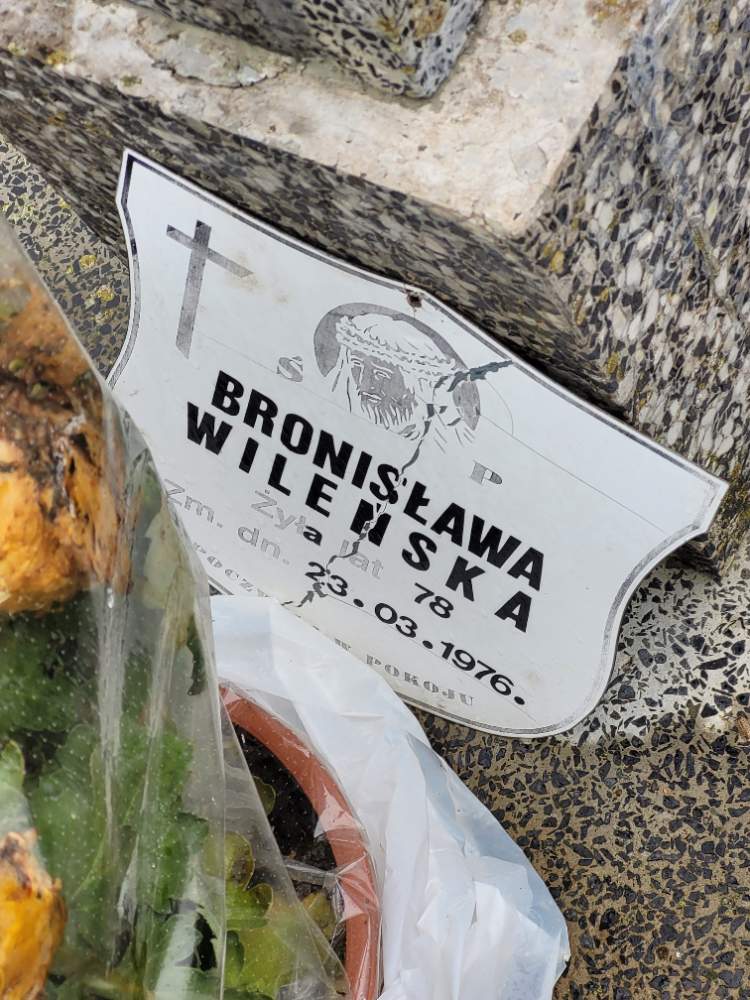 S P
BRONISŁAWA
WILEŃSKA
Żyła lat 78
Zm. dn. 23.03.1976.
W POKOJU